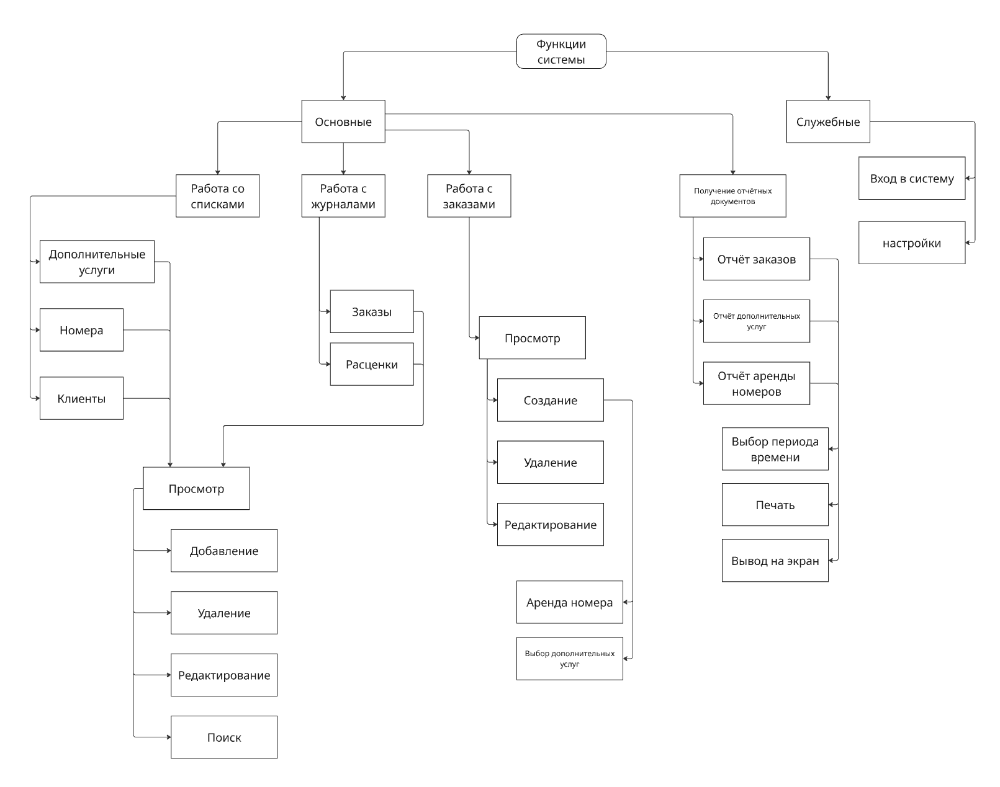 Функции
системы
Основные
Служебные
Работа со
списками
Работа с
журналами
Работа с
заказами
Получение отчётных
документов
Вход в систему
настройки
Дополнительные
услуги
Номера
Клиенты
Заказы
Расценки
Просмотр
Добавление
Удаление
Редактирование
Поиск
Просмотр
Создание
Удаление
Редактирование
Аренда номера
Выбор дополнительных
услуг
Отчёт заказов
Отчёт дополнительных
услуг
Отчёт аренды
номеров
Выбор периода
времени
Печать
Вывод на экран